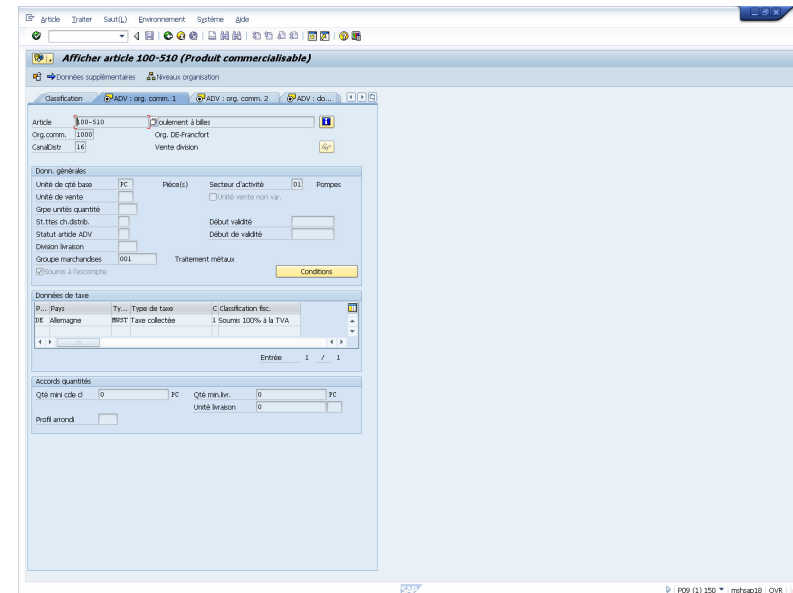 Article Traiter Saut(L) Environnement Système Aide
Afficher article 100-510 (Produit commercialisable)
Données supplémentaires Niveaux organisation
Classification ADV : org. comm. 1 ADV : org. comm. 2 ADV : do...
Article 100-510 oulement à billes
Org.comm. 1000 Org. DE-Francfort
CanalDistr 16 Vente division
Donn. générales
Unité de qté base PC Pièce(s) Secteur d'activité 01 Pompes
Unité de vente Unité vente non var.
Grpe unités quantité
St.ttes ch.distrib. Début validité
Statut article ADV Début de validité
Division livraison
Groupe marchandises 001 Traitement métaux
Soumis à l'escompte Conditions
Données de taxe
P... Pays Ty... Type de taxe C Classification fisc.
DE Allemagne MWST Taxe collectée 1 Soumis 100% à la TVA
Entrée 1 / 1
Accords quantités
Qté mini cde cl 0 PC Qté min.livr. 0 PC
Unité livraison 0
Profil arrondi
SAP P09 (1) 150 mshsap18 OVR